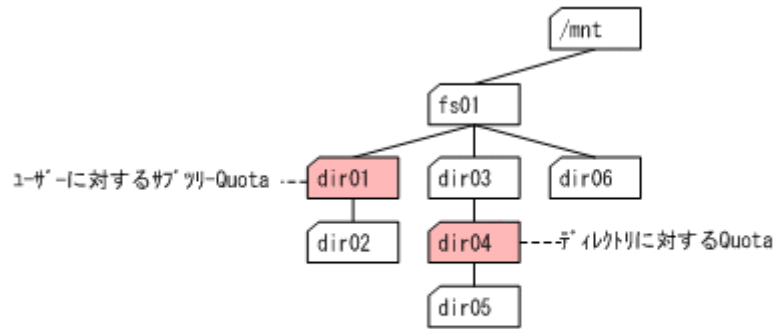 /mnt
fs01
ﾕｰｻﾞｰに対するｻﾌﾞﾂﾘｰQuota
dir01
dir03
dir06
dir02
dir04
ﾃﾞｨﾚｸﾄﾘに対するQuota
dir05